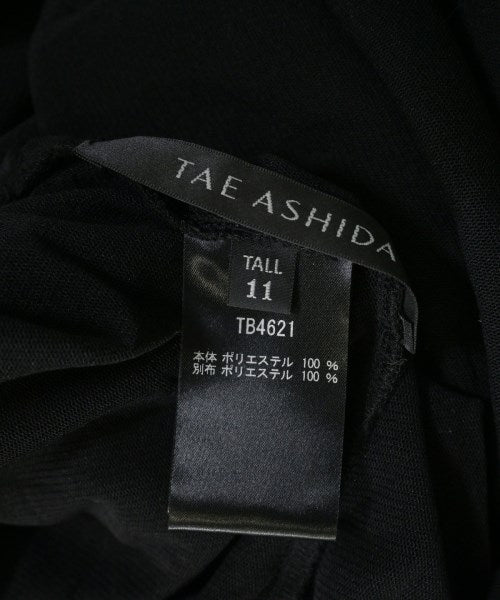 TAE ASHIDA
TALL
11
TB4621
本体 ポリエステル 100 %
別布 ポリエステル 100 %